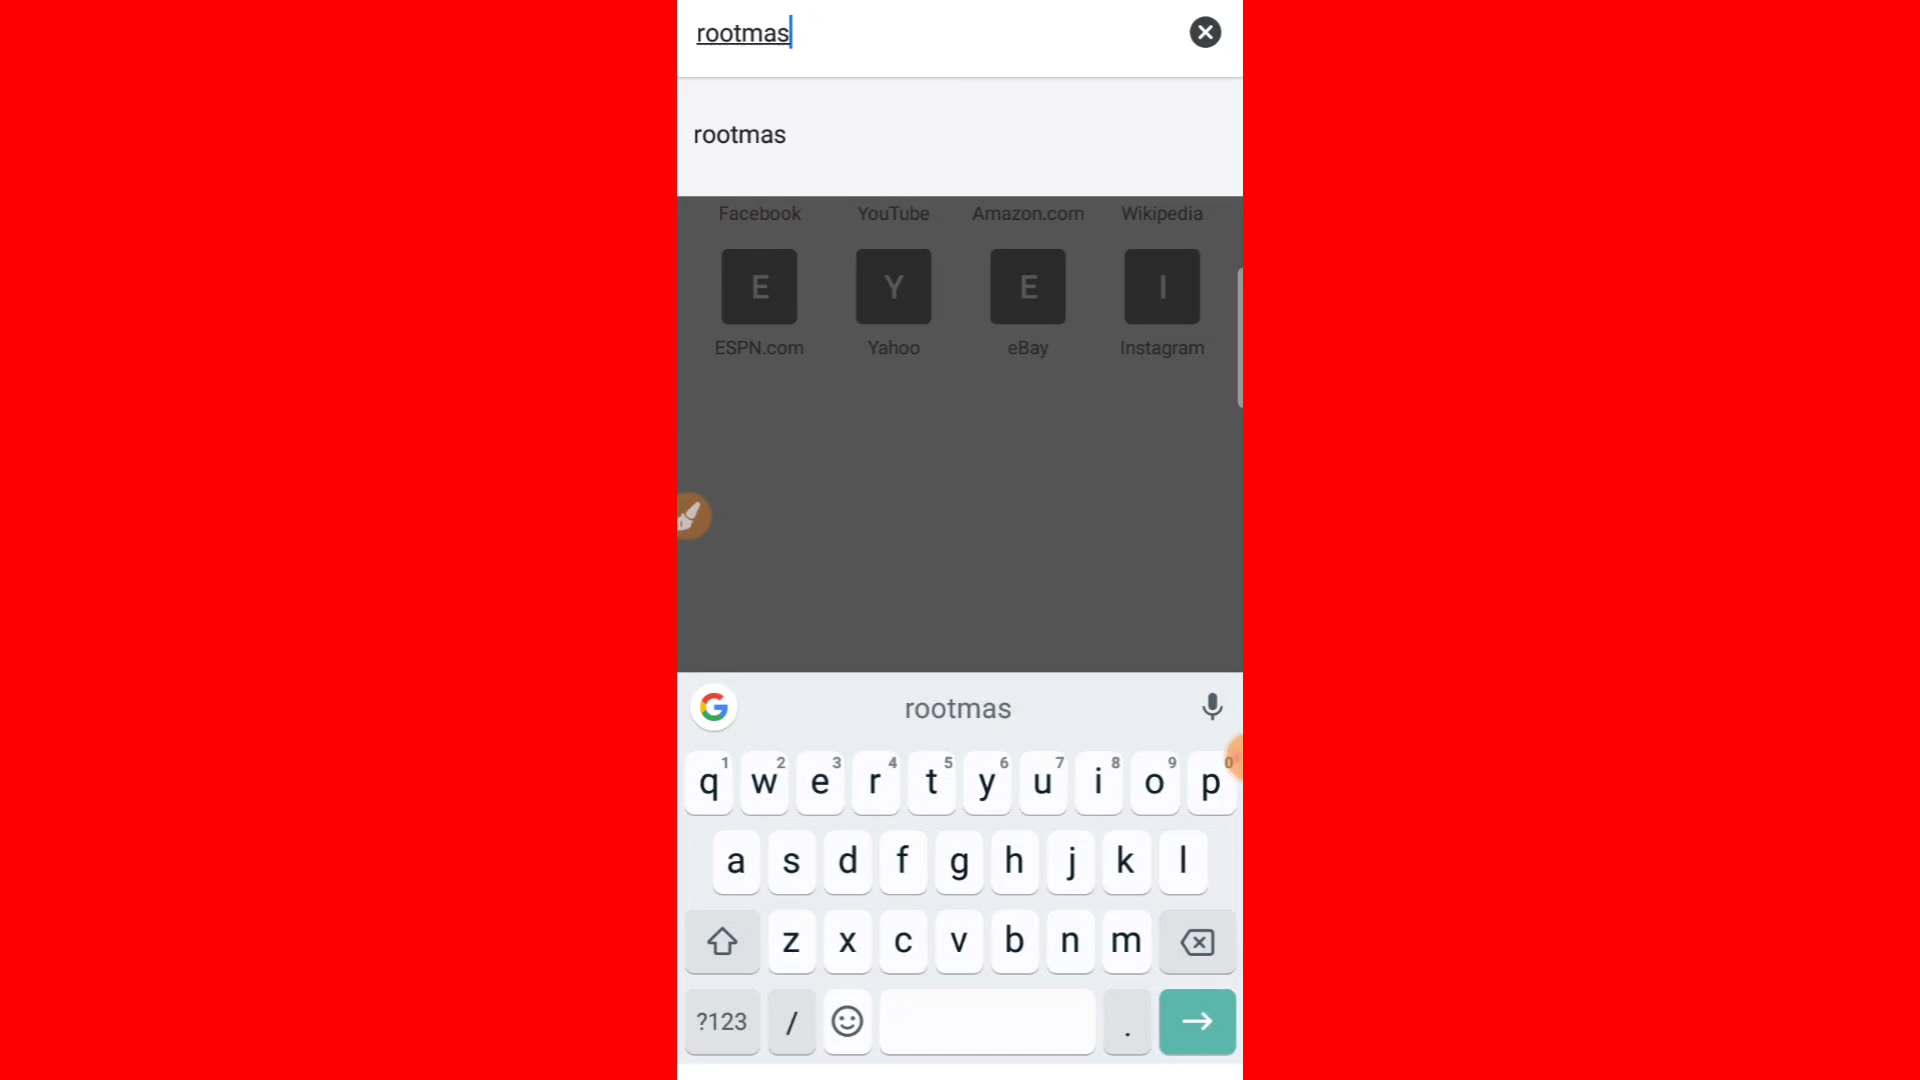 rootmas
rootmas
Facebook YouTube Amazon.com Wikipedia
E Y E I
ESPN.com Yahoo eBay Instagram
G rootmas
1 2 3 4 5 6 7 8 9 0
q w e r t y u i o p
a s d f g h j k l
z x c v b n m
?123 / .